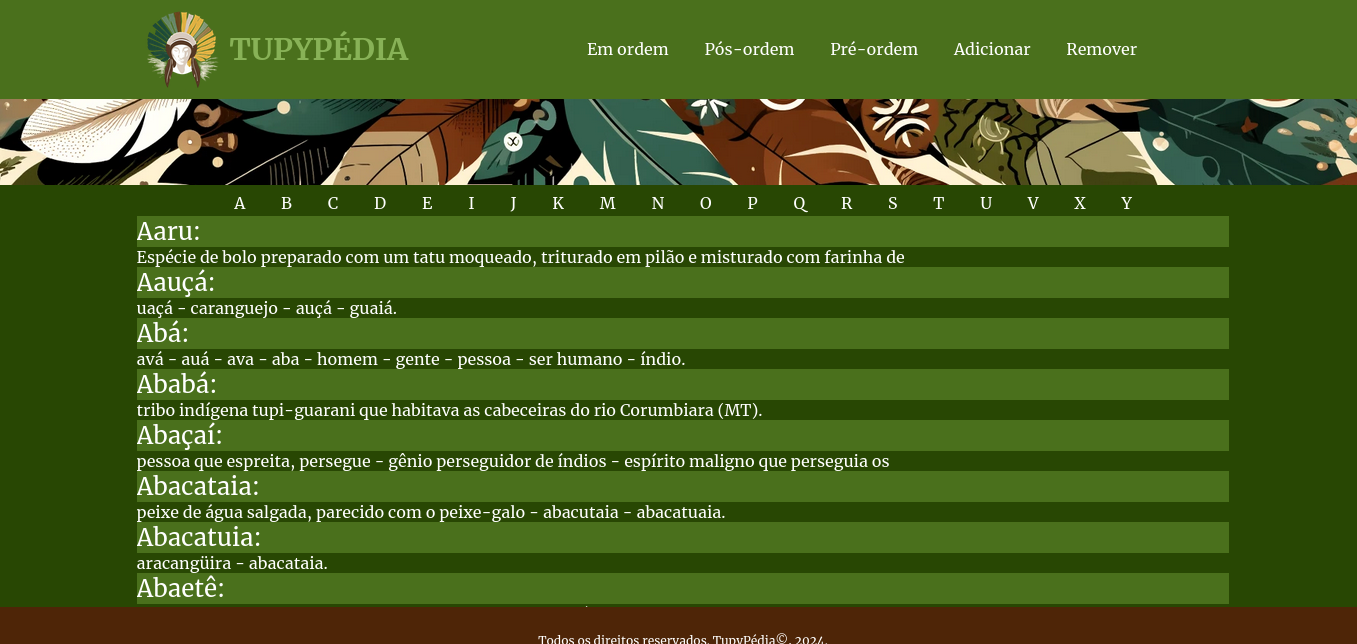 TUPYPÉDIA
Em ordem Pós-ordem Pré-ordem Adicionar Remover
A B C D E I J K M N O P Q R S T U V X Y
Aaru:
Espécie de bolo preparado com um tatu moqueado, triturado em pilão e misturado com farinha de
Aauçá:
uaçá - caranguejo - auçá - guaiá.
Abá:
avá - auá - ava - aba - homem - gente - pessoa - ser humano - índio.
Ababá:
tribo indígena tupi-guarani que habitava as cabeceiras do rio Corumbiara (MT).
Abaçaí:
pessoa que espreita, persegue - gênio perseguidor de índios - espírito maligno que perseguia os
Abacataia:
peixe de água salgada, parecido com o peixe-galo - abacutaia - abacatuaia.
Abacatuia:
aracangüira - abacataia.
Abaetê:
Todos os direitos reservados. TupyPédia©. 2024.